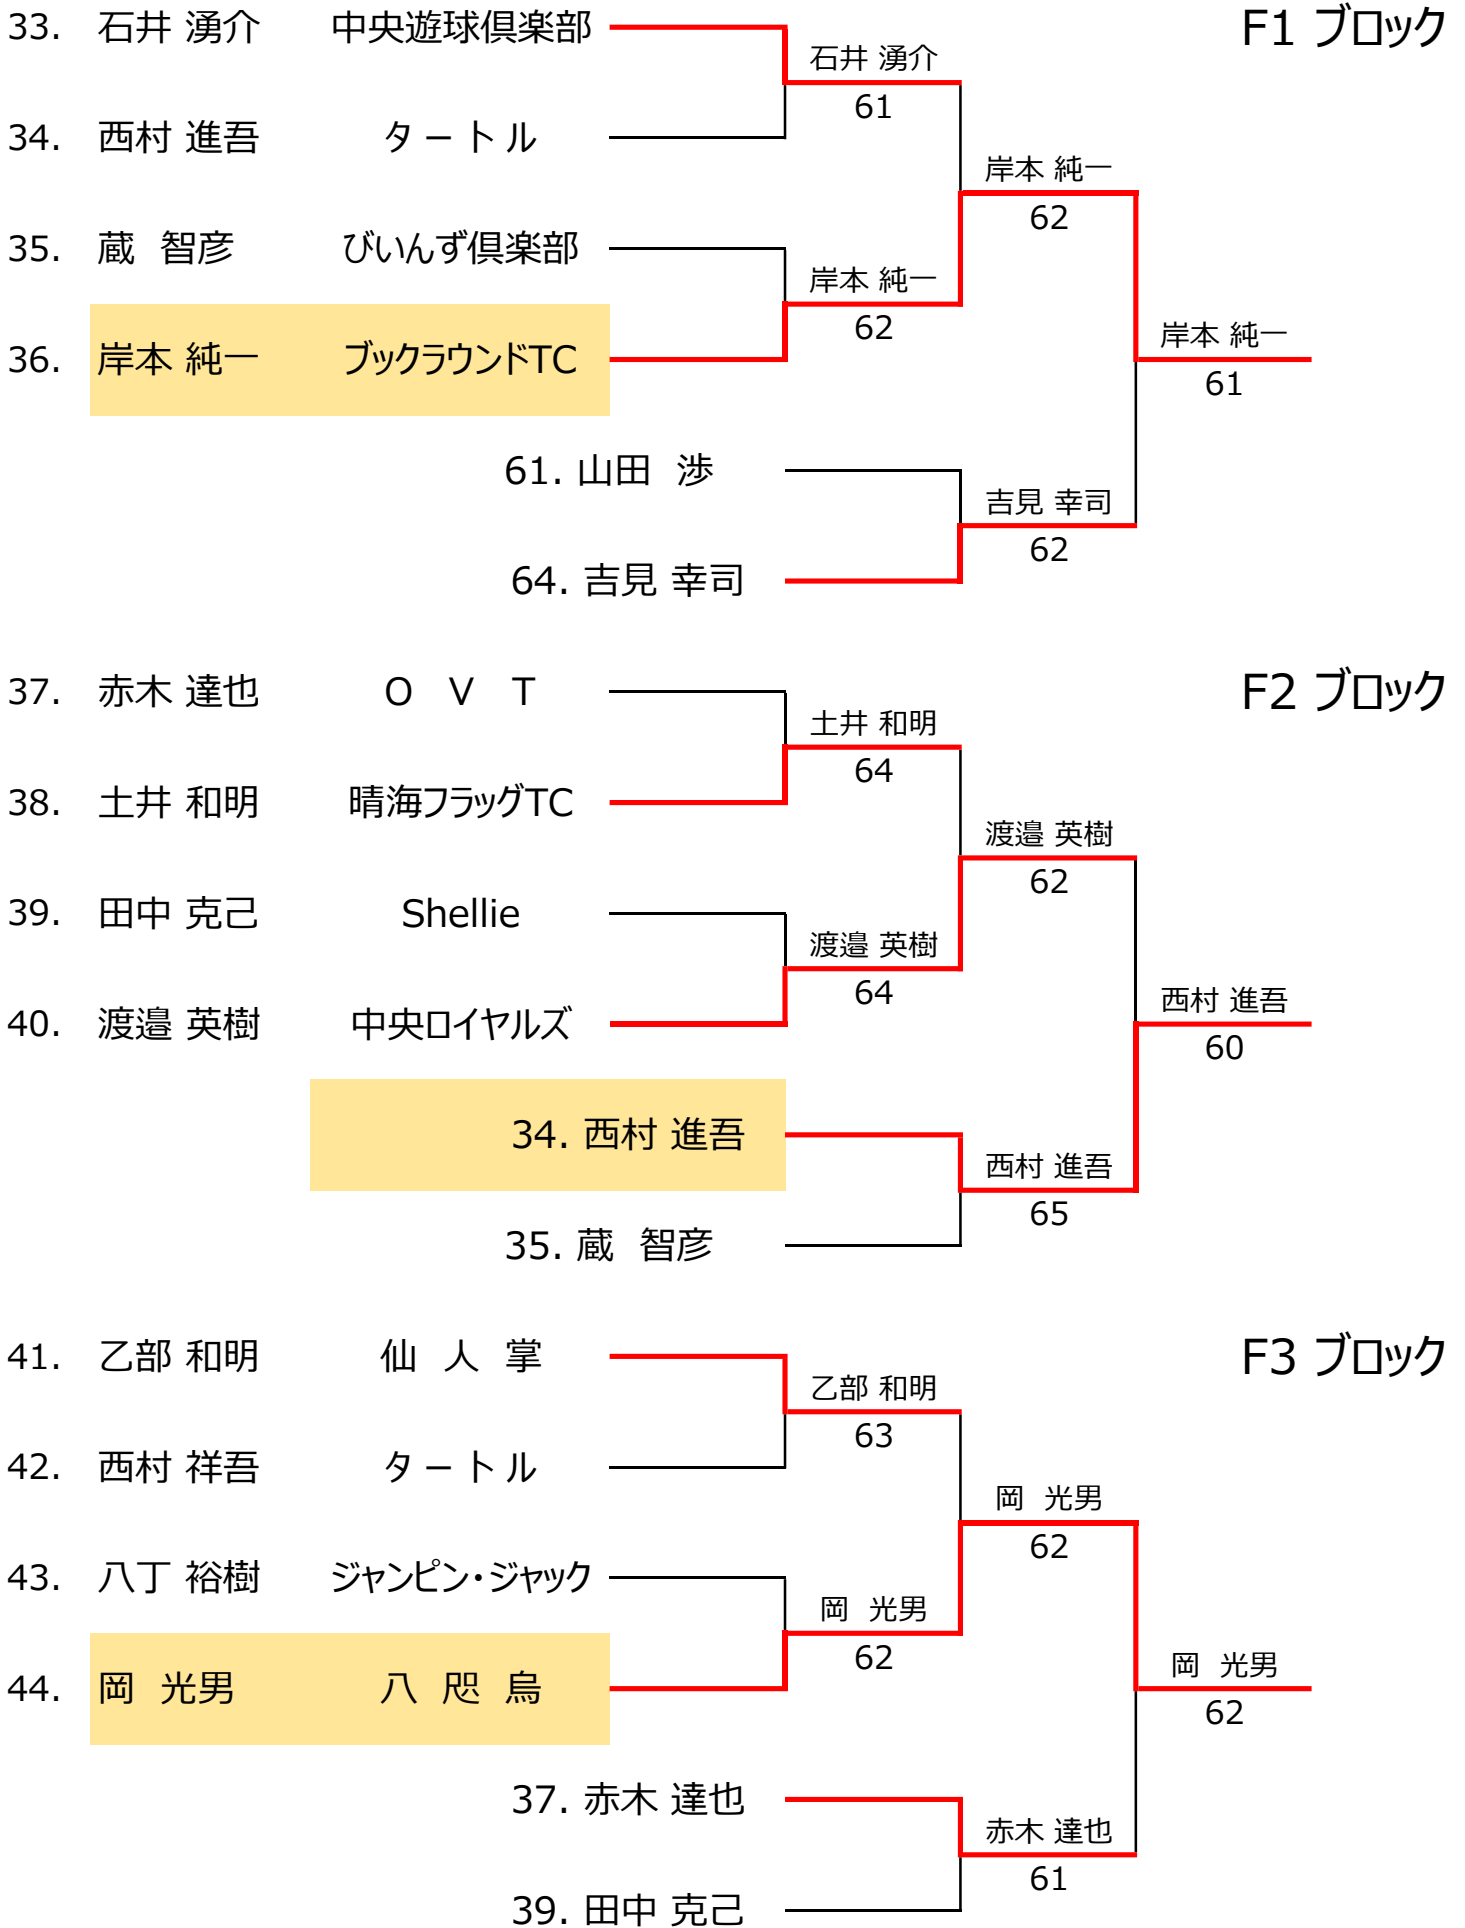 33. 石井 湧介 中央遊球倶楽部
F1 ブロック
石井 湧介
61
34. 西村 進吾 タートル
岸本 純一
62
35. 蔵 智彦 びいんず倶楽部
岸本 純一
62
36. 岸本 純一 ブックラウンドTC
岸本 純一
61
61. 山田 渉
吉見 幸司
62
64. 吉見 幸司
37. 赤木 達也 O V T
F2 ブロック
土井 和明
64
38. 土井 和明 晴海フラッグTC
渡邉 英樹
62
39. 田中 克己 Shellie
渡邉 英樹
64
40. 渡邉 英樹 中央ロイヤルズ
西村 進吾
60
34. 西村 進吾
西村 進吾
65
35. 蔵 智彦
41. 乙部 和明 仙人掌
F3 ブロック
乙部 和明
63
42. 西村 祥吾 タートル
岡 光男
62
43. 八丁 裕樹 ジャンピン・ジャック
岡 光男
62
44. 岡 光男 八咫烏
岡 光男
62
37. 赤木 達也
赤木 達也
61
39. 田中 克己